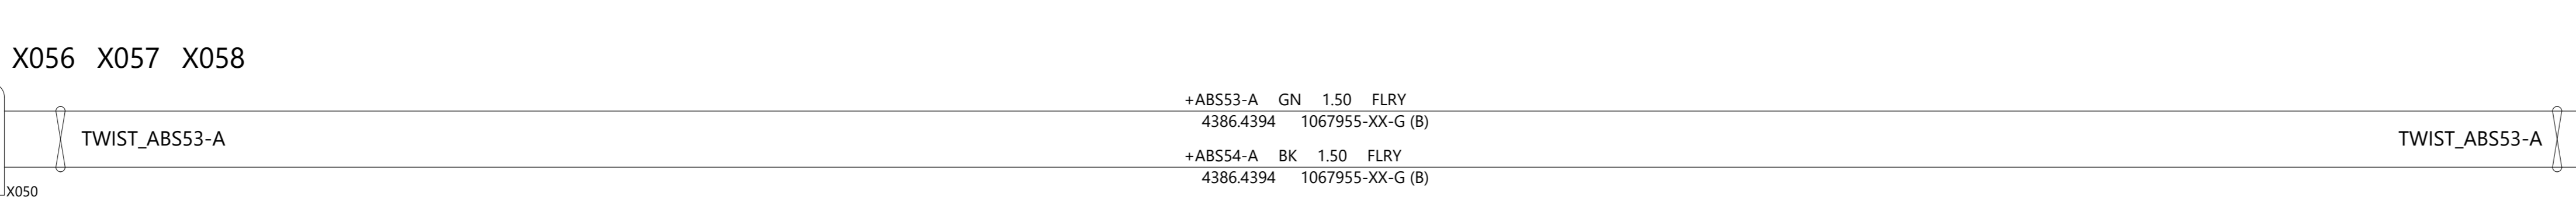 X056 X057 X058
+ABS53-A GN 1.50 FLRY
4386.4394 1067955-XX-G (B)
TWIST_ABS53-A TWIST_ABS53-A
+ABS54-A BK 1.50 FLRY
4386.4394 1067955-XX-G (B)
X050